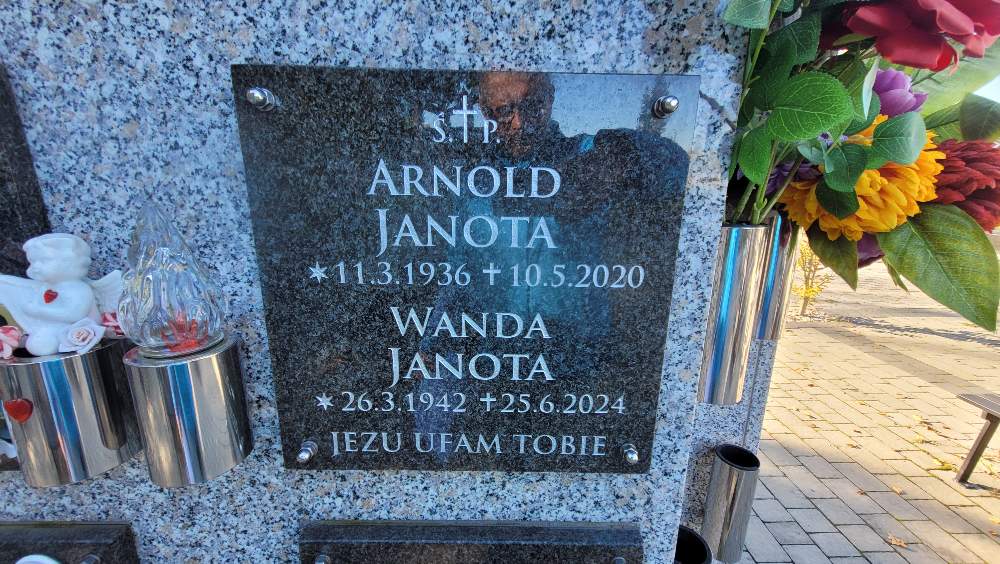 Ś.✝P.
ARNOLD
JANOTA
*11.3.1936 ✝10.5.2020
WANDA
JANOTA
*26.3.1942 ✝25.6.2024
JEZU UFAM TOBIE